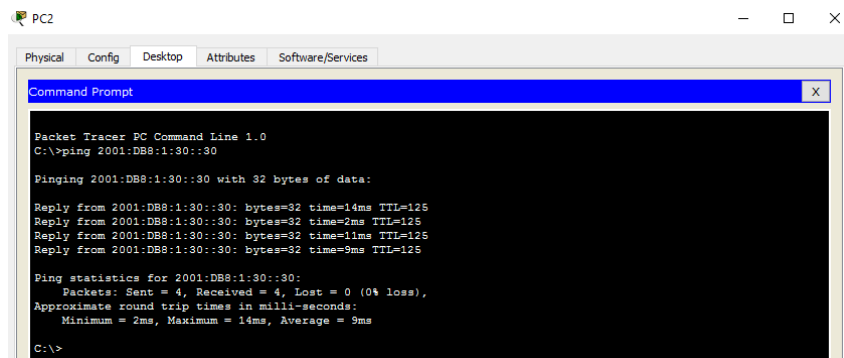 PC2
Physical Config Desktop Attributes Software/Services
Command Prompt X
Packet Tracer PC Command Line 1.0
C:\>ping 2001:DB8:1:30::30
Pinging 2001:DB8:1:30::30 with 32 bytes of data:
Reply from 2001:DB8:1:30::30: bytes=32 time=14ms TTL=125
Reply from 2001:DB8:1:30::30: bytes=32 time=2ms TTL=125
Reply from 2001:DB8:1:30::30: bytes=32 time=11ms TTL=125
Reply from 2001:DB8:1:30::30: bytes=32 time=9ms TTL=125
Ping statistics for 2001:DB8:1:30::30:
Packets: Sent = 4, Received = 4, Lost = 0 (0% loss),
Approximate round trip times in milli-seconds:
Minimum = 2ms, Maximum = 14ms, Average = 9ms
C:\>